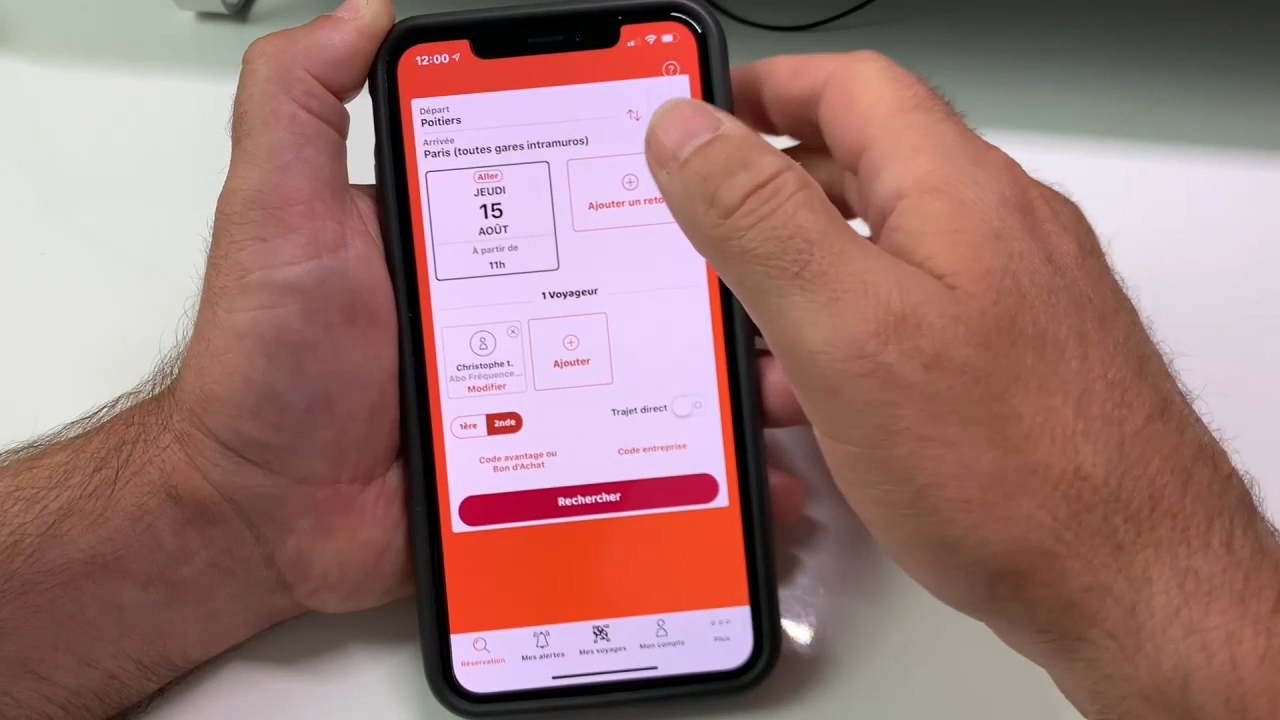 12:00
?
Départ
Poitiers
Arrivée
Paris (toutes gares intramuros)
Aller
JEUDI
15
AOÛT
À partir de
11h
Ajouter un reto
1 Voyageur
Christophe t.
Abo Fréquence...
Modifier
Ajouter
1ère 2nde
Trajet direct
Code avantage ou
Bon d'Achat
Code entreprise
Rechercher
Réservation
Mes alertes
Mes voyages
Mon compte
Plus